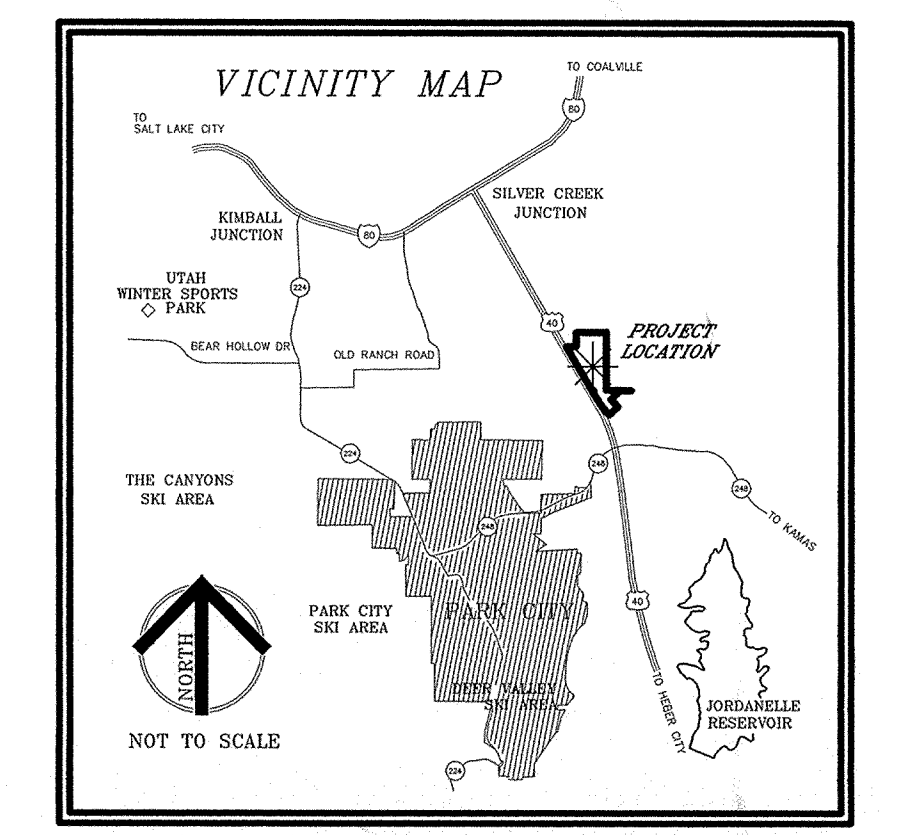 VICINITY MAP
TO COALVILLE
80
TO
SALT LAKE CITY
SILVER CREEK
JUNCTION
KIMBALL
JUNCTION
80
UTAH
WINTER SPORTS
PARK
224
40
PROJECT
LOCATION
BEAR HOLLOW DR
OLD RANCH ROAD
224
248
THE CANYONS
SKI AREA
248
TO KAMAS
248
PARK CITY
SKI AREA
PARK CITY
40
NORTH
TO HEBER CITY
DEER VALLEY
SKI AREA
JORDANELLE
RESERVOIR
NOT TO SCALE
224